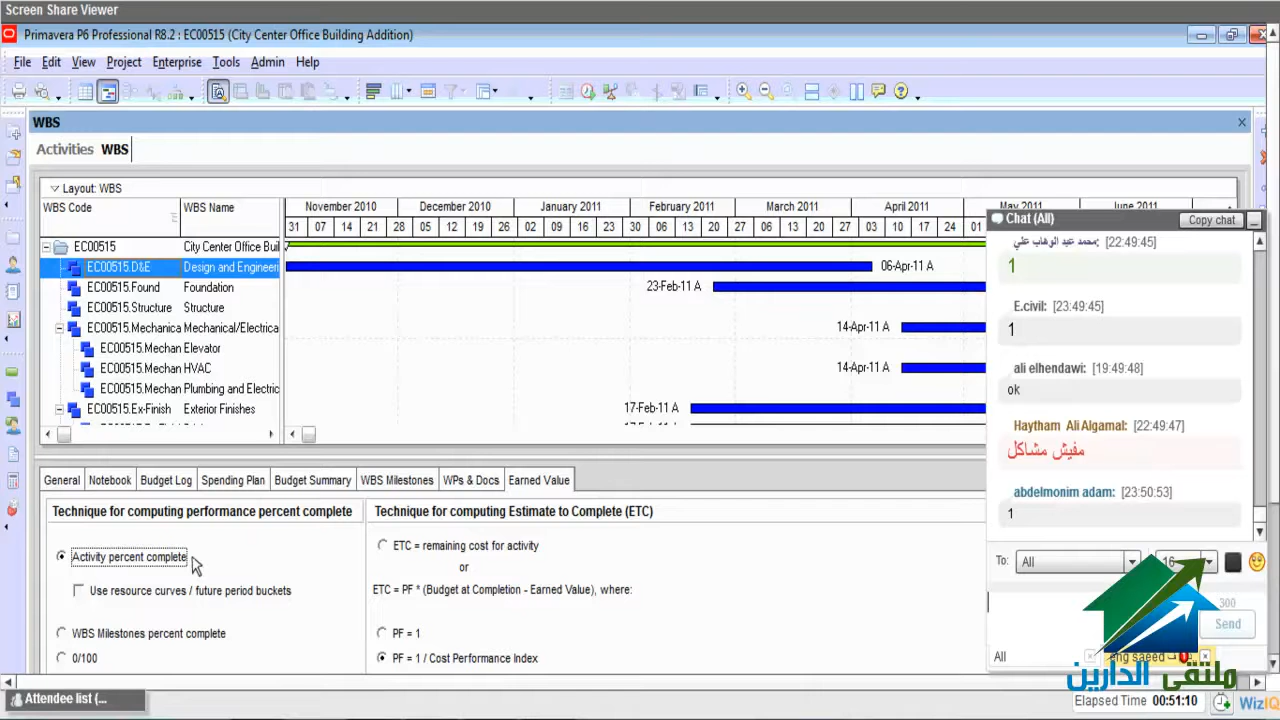 Screen Share Viewer
Primavera P6 Professional R8.2 : EC00515 (City Center Office Building Addition)
File Edit View Project Enterprise Tools Admin Help
WBS
Activities WBS
Layout: WBS
WBS Code WBS Name
November 2010 December 2010 January 2011 February 2011 March 2011 April 2011 May 2011 June 2011
31 07 14 21 28 05 12 19 26 02 09 16 23 30 06 13 20 27 06 13 20 27 03 10 17 24 01
EC00515 City Center Office Buil
EC00515.D&E Design and Engineeri 06-Apr-11 A
EC00515.Found Foundation 23-Feb-11 A
EC00515.Structure Structure
EC00515.Mechanica Mechanical/Electrica 14-Apr-11 A
EC00515.Mechan Elevator
EC00515.Mechan HVAC 14-Apr-11 A
EC00515.Mechan Plumbing and Electric
EC00515.Ex-Finish Exterior Finishes 17-Feb-11 A
General Notebook Budget Log Spending Plan Budget Summary WBS Milestones WPs & Docs Earned Value
Technique for computing performance percent complete
Activity percent complete
Use resource curves / future period buckets
WBS Milestones percent complete
0/100
Technique for computing Estimate to Complete (ETC)
ETC = remaining cost for activity
or
ETC = PF * (Budget at Completion - Earned Value), where:
PF = 1
PF = 1 / Cost Performance Index
Chat (All) Copy chat
محمد عبد الوهاب علي: [22:49:45]
1
E.civil: [23:49:45]
1
ali elhendawi: [19:49:48]
ok
Haytham Ali Algamal: [22:49:47]
مفيش مشاكل
abdelmonim adam: [23:50:53]
1
To: All 16
300
Send
All eng saeed
ملتقى الدارين
Attendee list (...
Elapsed Time 00:51:10
WizIQ